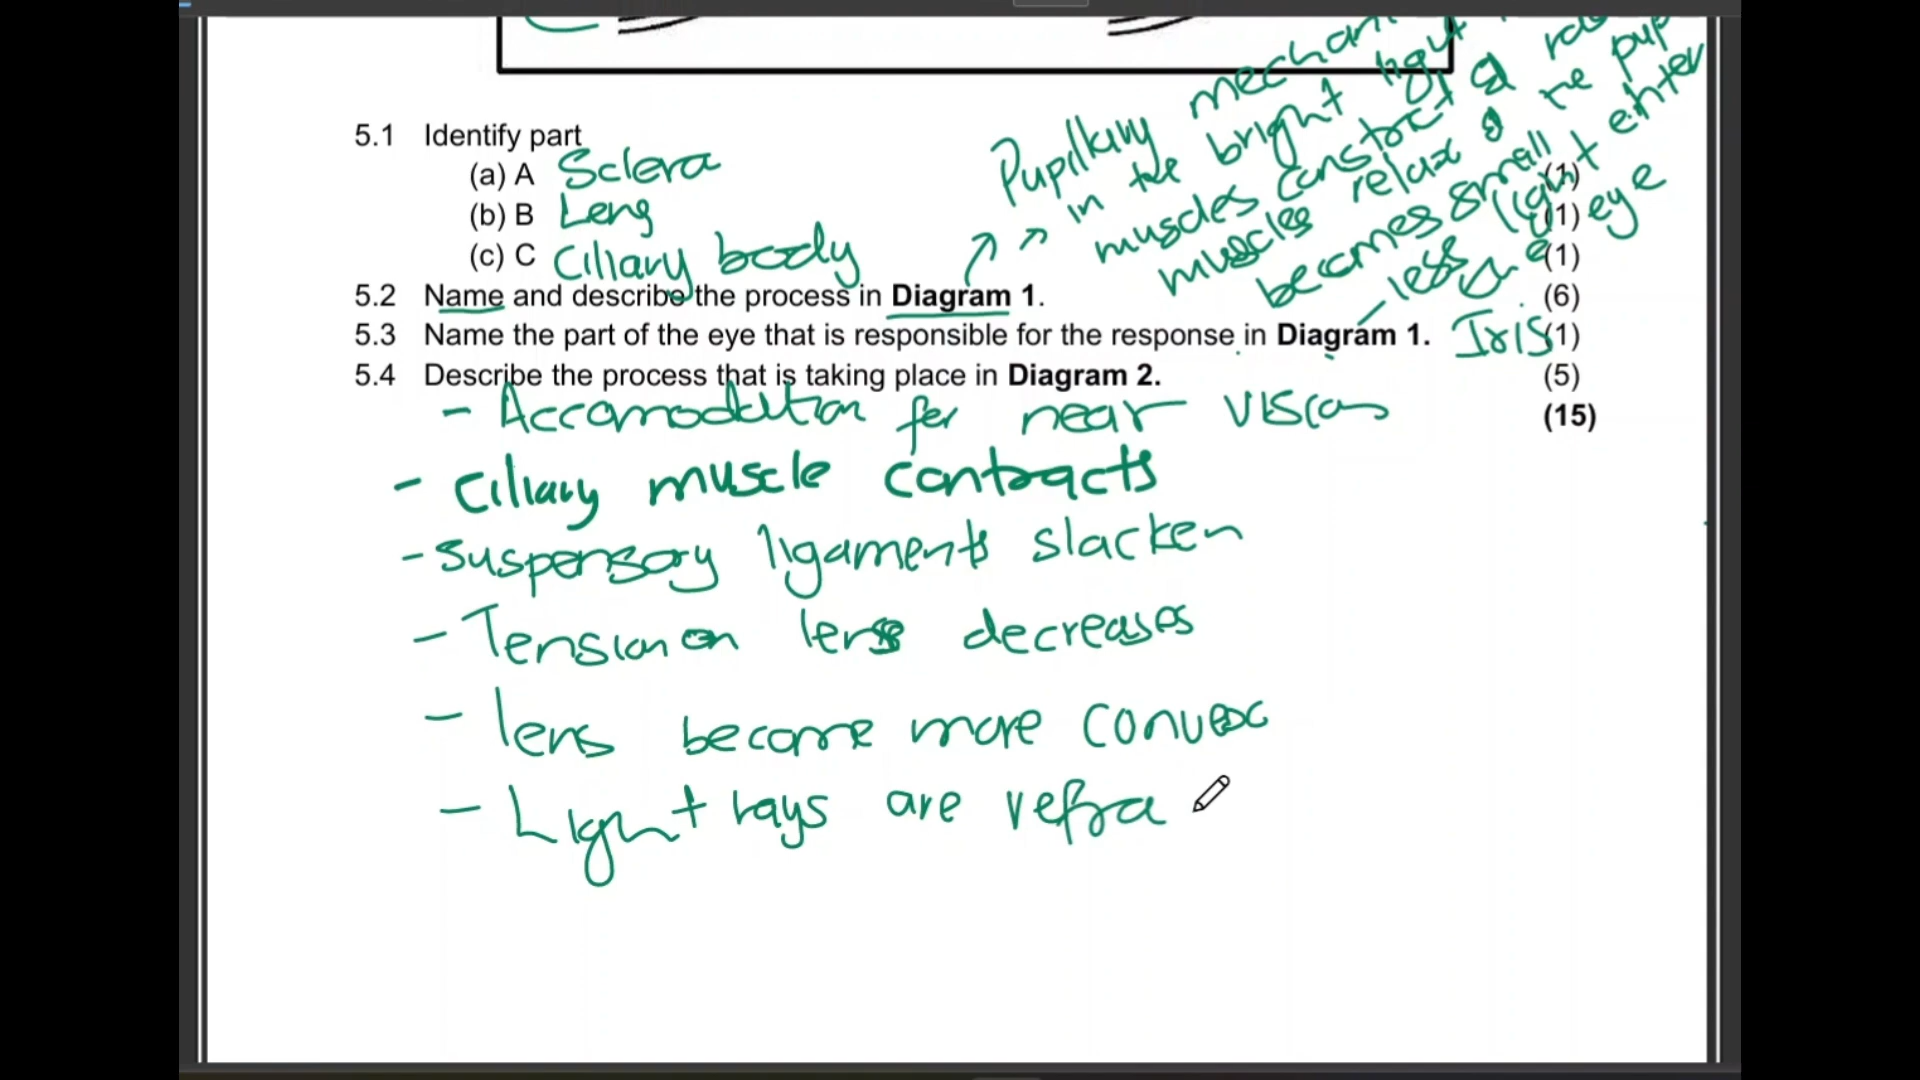 5.1 Identify part
(a) A Sclera (1)
(b) B Lens (1)
(c) C Ciliary body (1)
5.2 Name and describe the process in Diagram 1. (6)
5.3 Name the part of the eye that is responsible for the response in Diagram 1. Iris (1)
5.4 Describe the process that is taking place in Diagram 2. (5)
(15)
Pupillary mechan
in the bright light
muscles constrict &
muscles relax & the pup
becomes small
- less light enter
eye
- Accomodation for near vision
- Ciliary muscle contracts
- Suspensory ligaments slacken
- Tension on lens decreases
- lens become more convex
- Light rays are refra